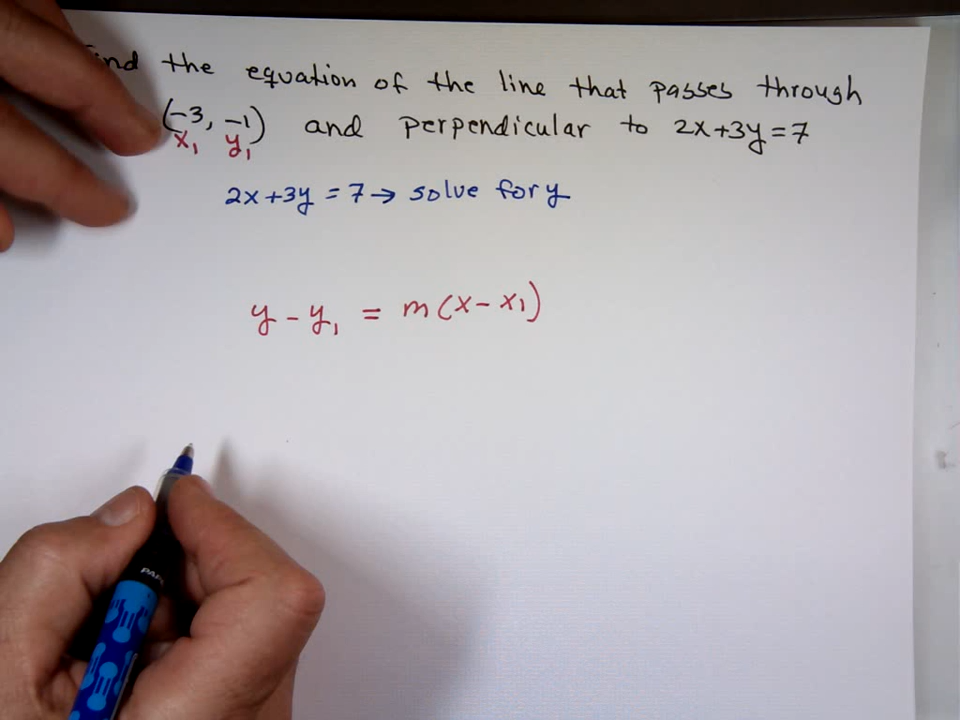 the equation of the line that passes through
(-3, -1) and perpendicular to 2x+3y=7
x₁ y₁
2x+3y = 7 → solve for y
y - y₁ = m(x - x₁)